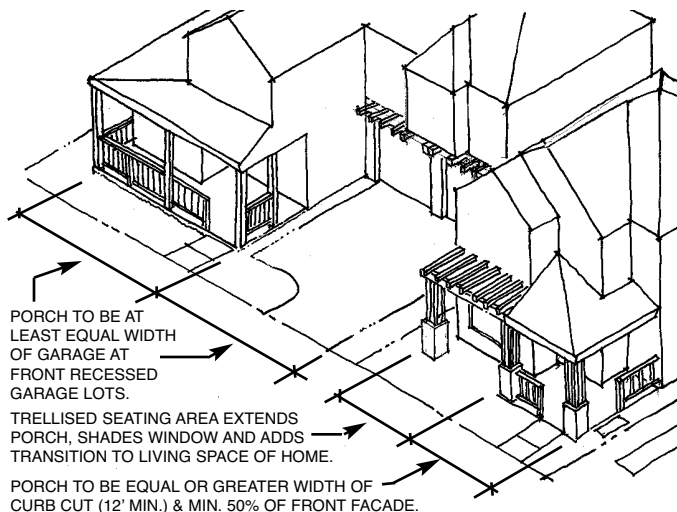 PORCH TO BE AT
LEAST EQUAL WIDTH
OF GARAGE AT
FRONT RECESSED
GARAGE LOTS.
TRELLISED SEATING AREA EXTENDS
PORCH, SHADES WINDOW AND ADDS
TRANSITION TO LIVING SPACE OF HOME.
PORCH TO BE EQUAL OR GREATER WIDTH OF
CURB CUT (12' MIN.) & MIN. 50% OF FRONT FACADE.